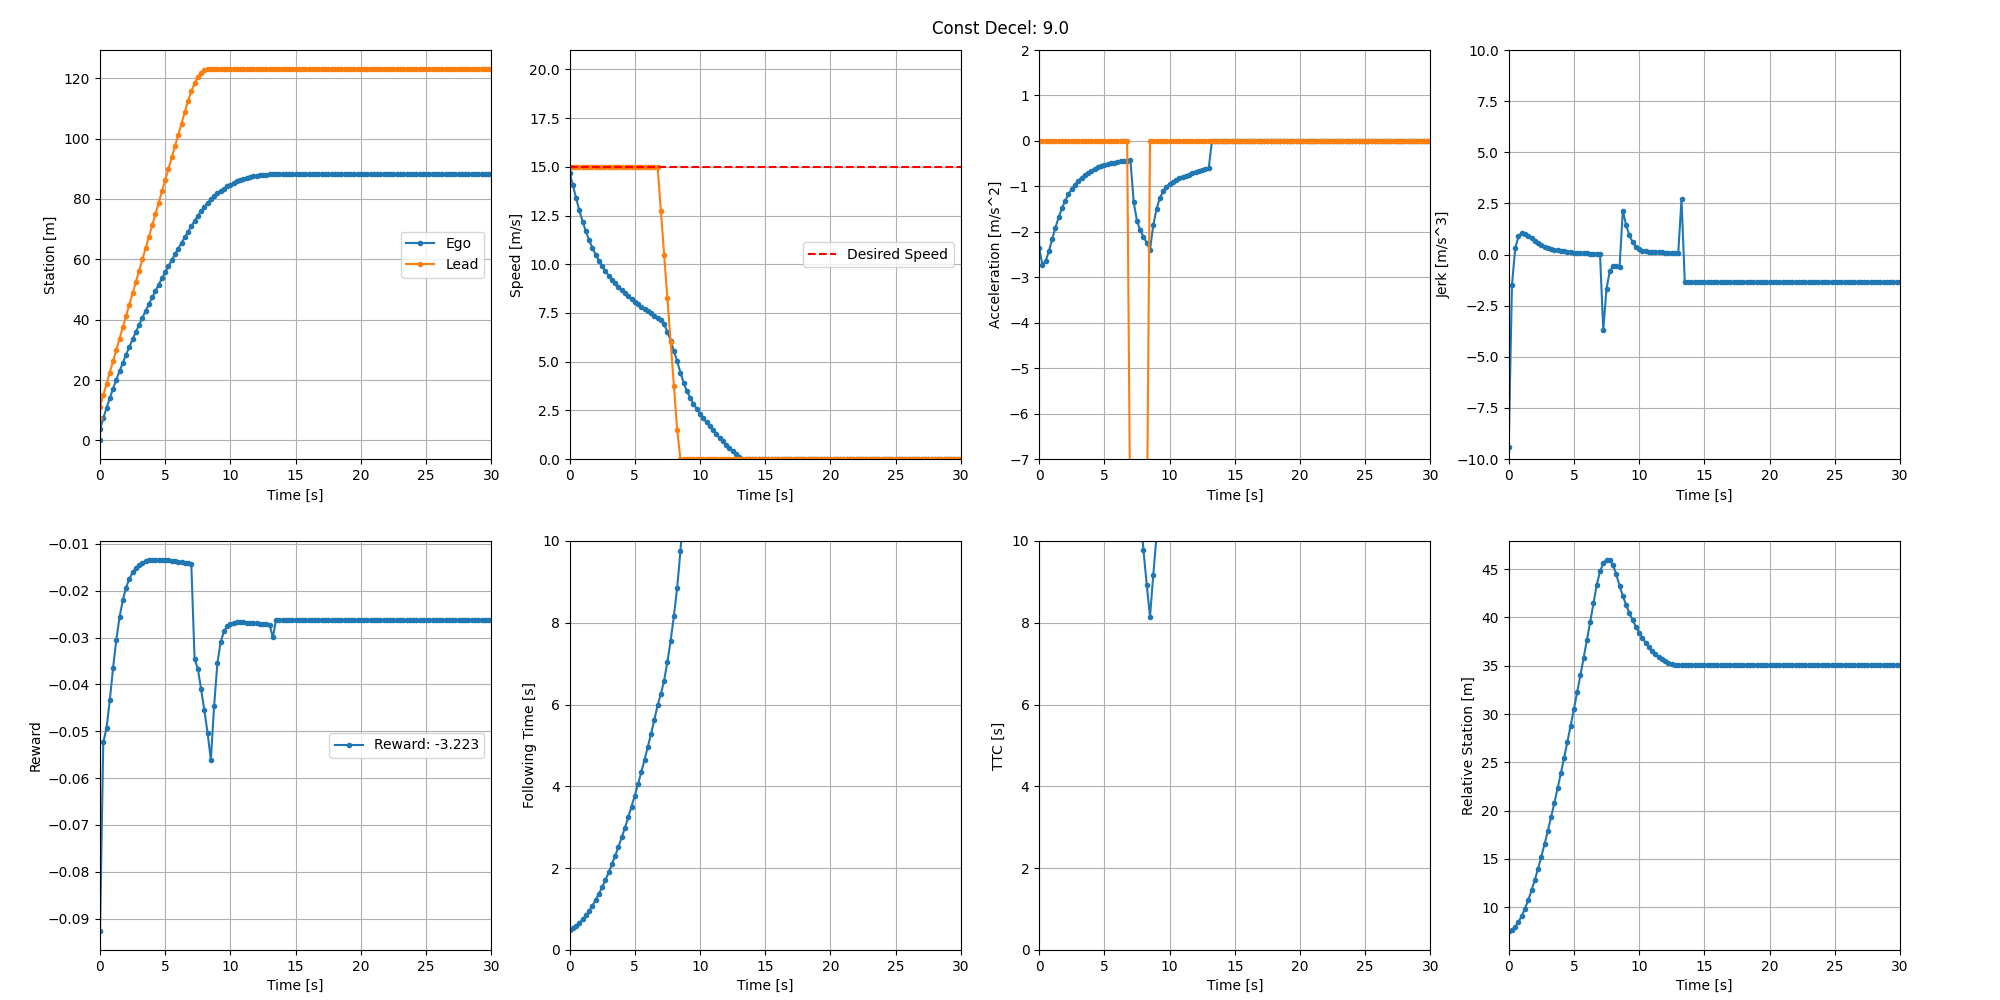 Const Decel: 9.0
Station [m]
0
20
40
60
80
100
120
Ego
Lead
0 5 10 15 20 25 30
Time [s]
Speed [m/s]
0.0
2.5
5.0
7.5
10.0
12.5
15.0
17.5
20.0
Desired Speed
0 5 10 15 20 25 30
Time [s]
Acceleration [m/s^2]
2
1
0
−1
−2
−3
−4
−5
−6
−7
0 5 10 15 20 25 30
Time [s]
Jerk [m/s^3]
10.0
7.5
5.0
2.5
0.0
−2.5
−5.0
−7.5
−10.0
0 5 10 15 20 25 30
Time [s]
Reward
−0.01
−0.02
−0.03
−0.04
−0.05
−0.06
−0.07
−0.08
−0.09
Reward: -3.223
0 5 10 15 20 25 30
Time [s]
Following Time [s]
10
8
6
4
2
0
0 5 10 15 20 25 30
Time [s]
TTC [s]
10
8
6
4
2
0
0 5 10 15 20 25 30
Time [s]
Relative Station [m]
45
40
35
30
25
20
15
10
0 5 10 15 20 25 30
Time [s]